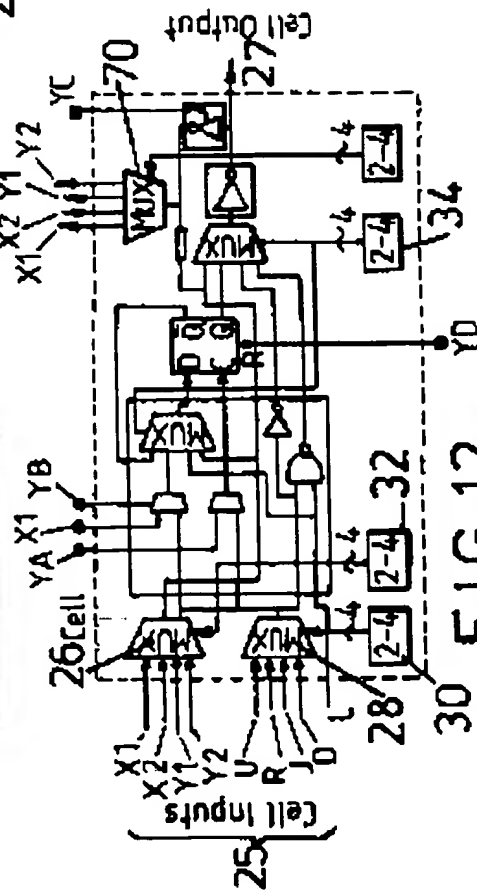 Cell Output
27
YC
70
X1 X2 Y1 Y2
MUX
2-4
4
MUX
2-4
4
34
D Q
Q
R
YD
MUX
YA X1 YB
26
Cell
MUX
X1
X2
Y1
Y2
MUX
U
R
J
D
L
Cell Inputs
25
28
2-4
4
32
2-4
4
30
FIG 12